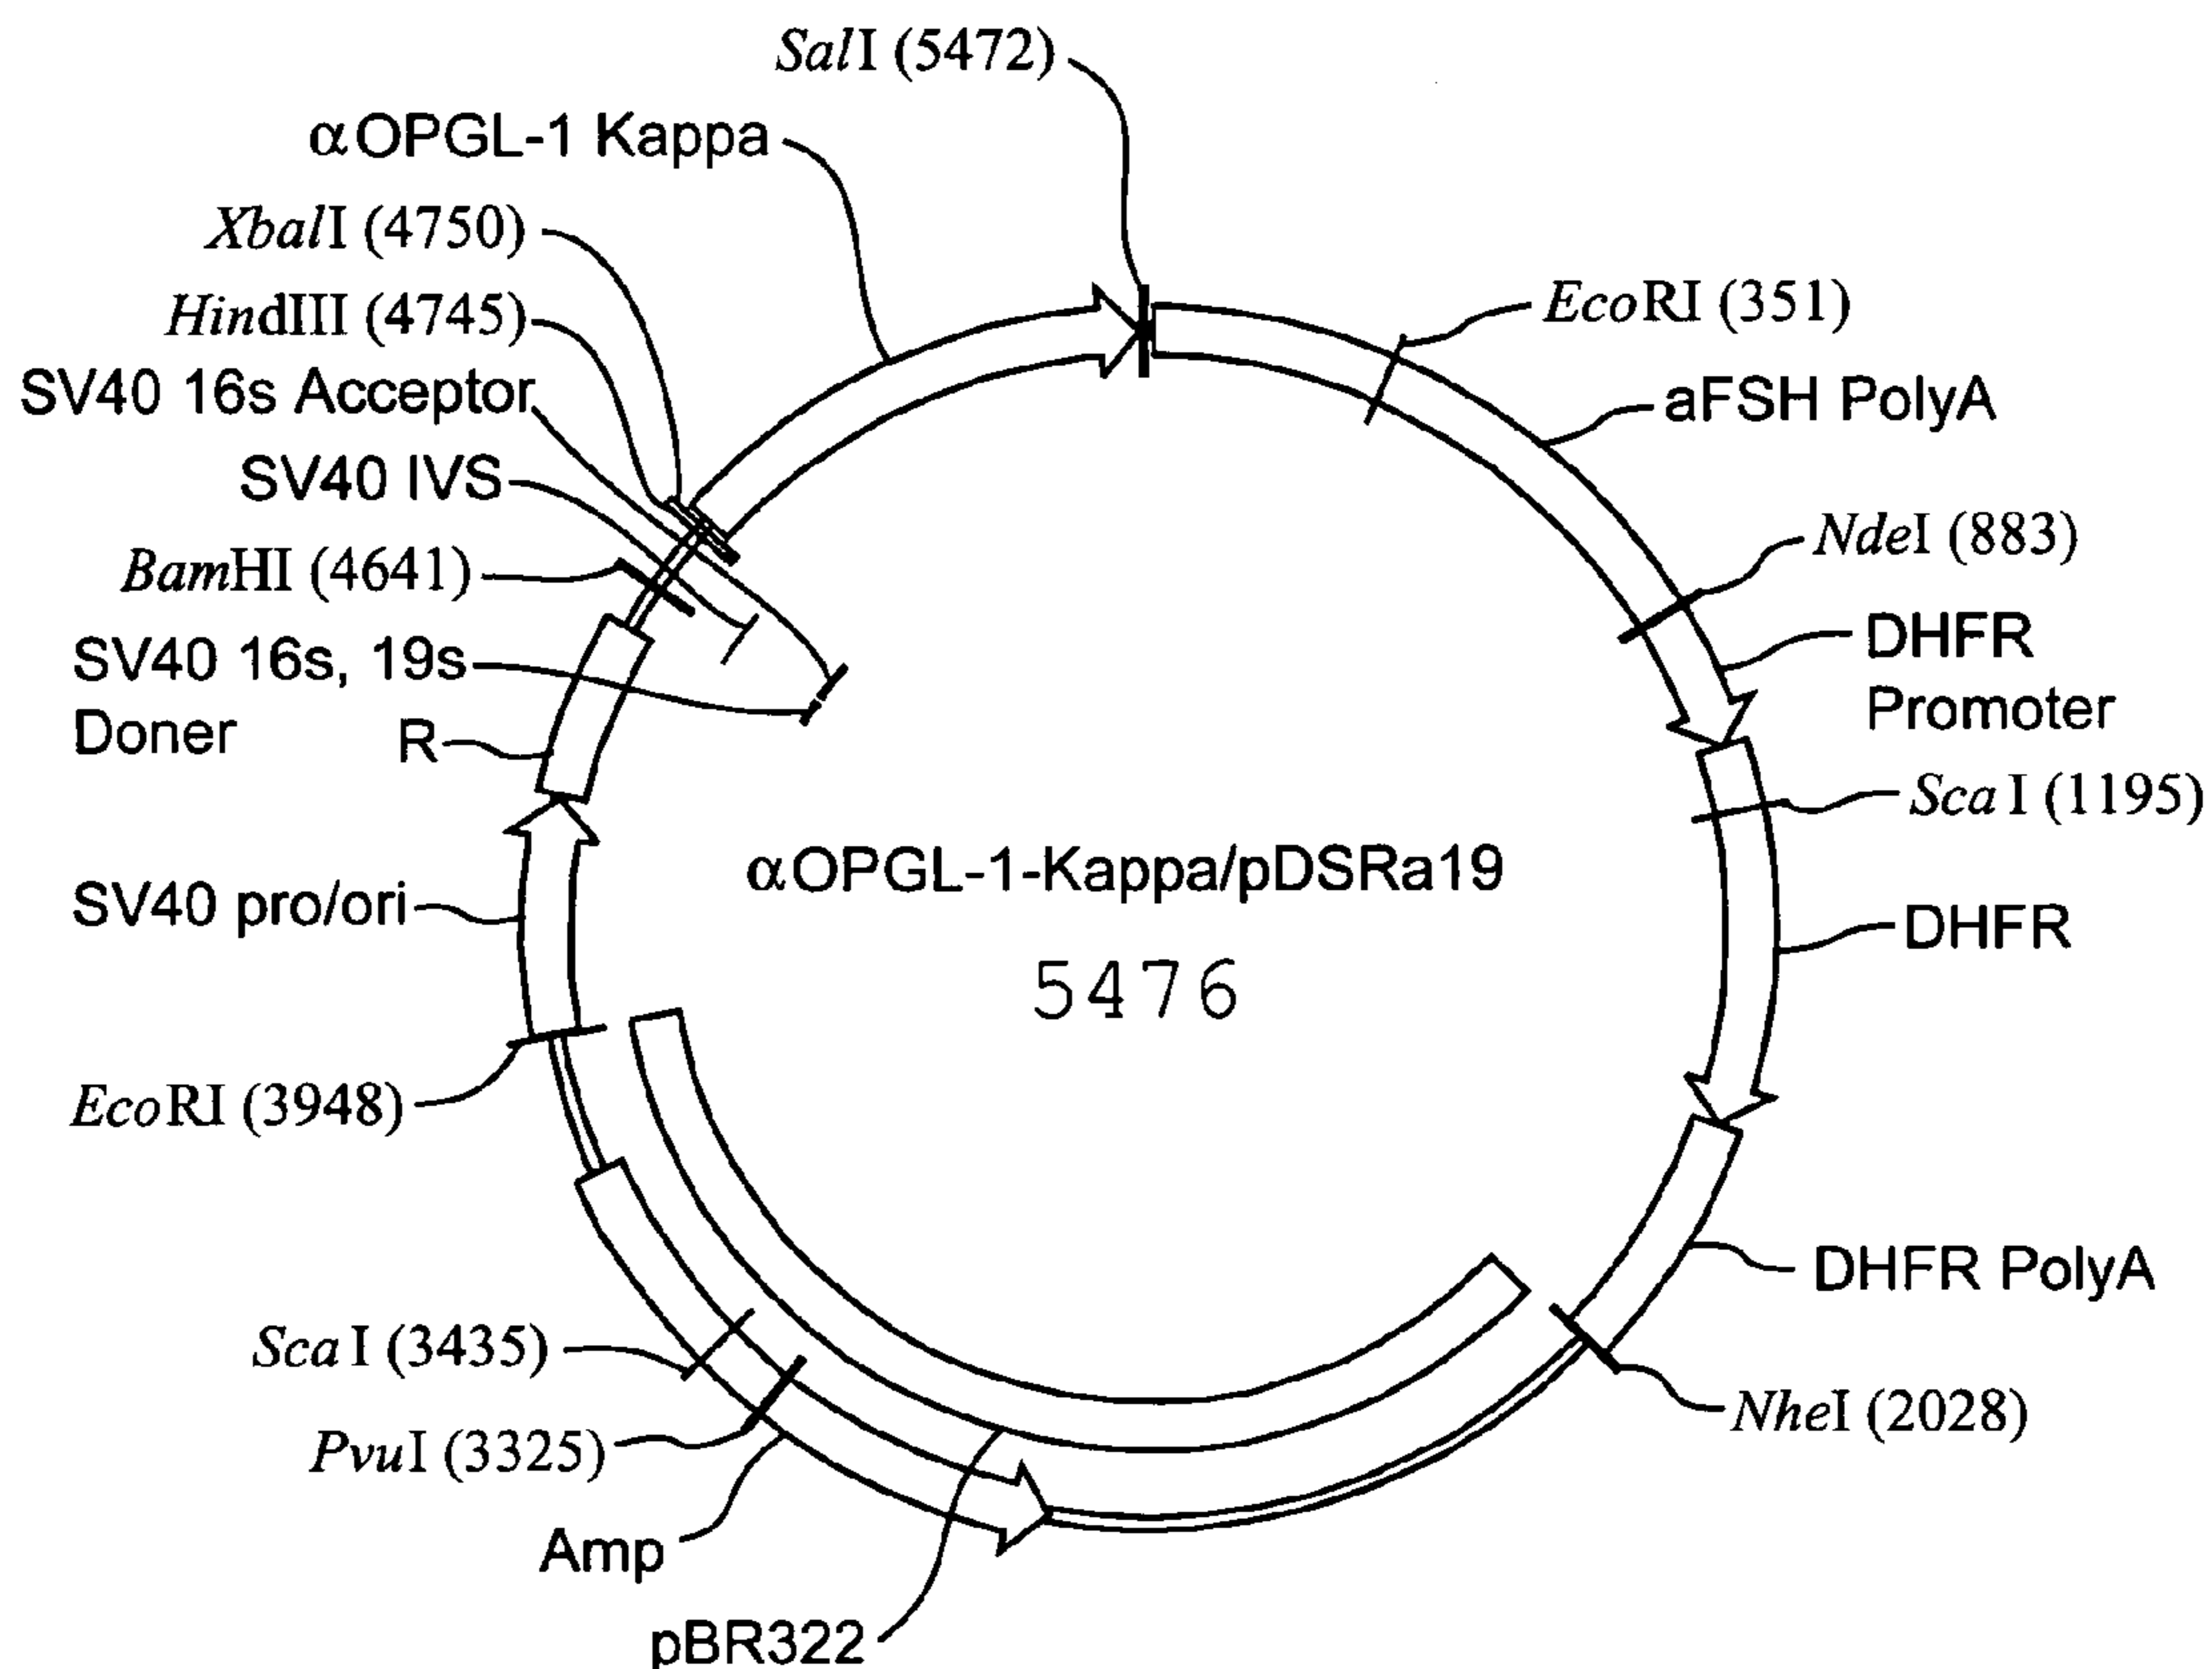 SalI (5472)
αOPGL-1 Kappa
XbalI (4750)
HindIII (4745)
SV40 16s Acceptor
SV40 IVS
BamHI (4641)
SV40 16s, 19s
Doner
R
SV40 pro/ori
EcoRI (3948)
ScaI (3435)
PvuI (3325)
Amp
pBR322
EcoRI (351)
aFSH PolyA
NdeI (883)
DHFR
Promoter
ScaI (1195)
DHFR
DHFR PolyA
NheI (2028)
αOPGL-1-Kappa/pDSRa19
5476